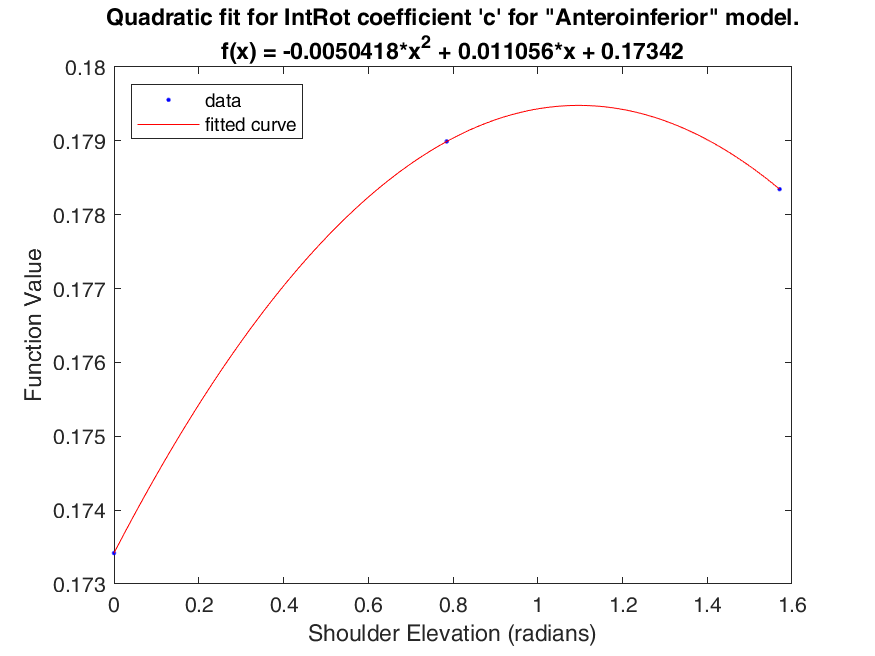 Quadratic fit for IntRot coefficient 'c' for "Anteroinferior" model.
f(x) = -0.0050418*x² + 0.011056*x + 0.17342
data
fitted curve
0.18
0.179
0.178
0.177
0.176
0.175
0.174
0.173
Function Value
0
0.2
0.4
0.6
0.8
1
1.2
1.4
1.6
Shoulder Elevation (radians)